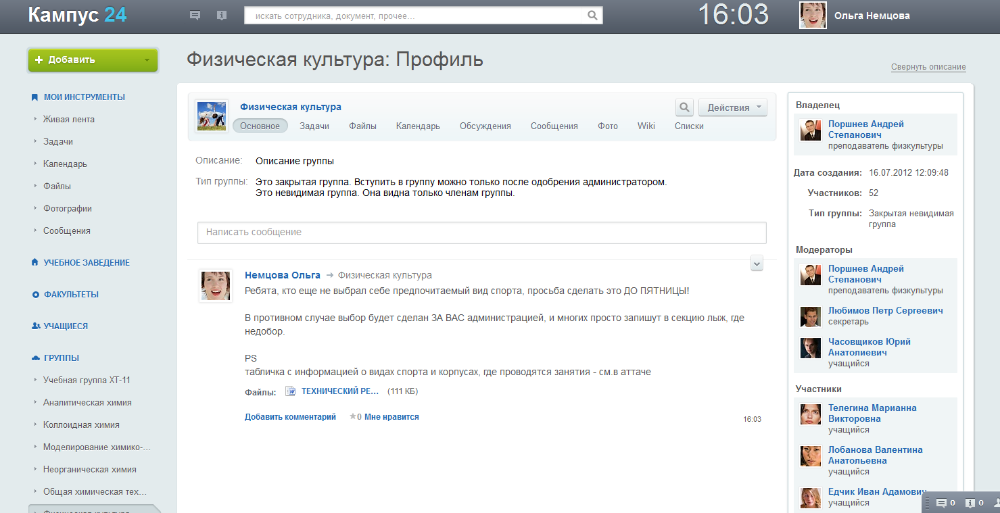 Кампус 24
искать сотрудника, документ, прочее...
16:03
Ольга Немцова
Добавить
Физическая культура: Профиль
Свернуть описание
МОИ ИНСТРУМЕНТЫ
Живая лента
Задачи
Календарь
Файлы
Фотографии
Сообщения
УЧЕБНОЕ ЗАВЕДЕНИЕ
ФАКУЛЬТЕТЫ
УЧАЩИЕСЯ
ГРУППЫ
Учебная группа ХТ-11
Аналитическая химия
Коллоидная химия
Моделирование химико-...
Неорганическая химия
Общая химическая тех...
Физическая культура
Физическая культура
Действия
Основное Задачи Файлы Календарь Обсуждения Сообщения Фото Wiki Списки
Описание: Описание группы
Тип группы: Это закрытая группа. Вступить в группу можно только после одобрения администратором.
Это невидимая группа. Она видна только членам группы.
Написать сообщение
Немцова Ольга → Физическая культура
Ребята, кто еще не выбрал себе предпочитаемый вид спорта, просьба сделать это ДО ПЯТНИЦЫ!
В противном случае выбор будет сделан ЗА ВАС администрацией, и многих просто запишут в секцию лыж, где
недобор.
PS
табличка с информацией о видах спорта и корпусах, где проводятся занятия - см.в аттаче
Файлы: ТЕХНИЧЕСКИЙ РЕ... (111 КБ)
Добавить комментарий 0 Мне нравится
16:03
Владелец
Поршнев Андрей
Степанович
преподаватель физкультуры
Дата создания: 16.07.2012 12:09:48
Участников: 52
Тип группы: Закрытая невидимая
группа
Модераторы
Поршнев Андрей
Степанович
преподаватель физкультуры
Любимов Петр Сергеевич
секретарь
Часовщиков Юрий
Анатолиевич
учащийся
Участники
Телегина Марианна
Викторовна
учащийся
Лобанова Валентина
Анатольевна
учащийся
Едчик Иван Адамович
учащийся
0 0